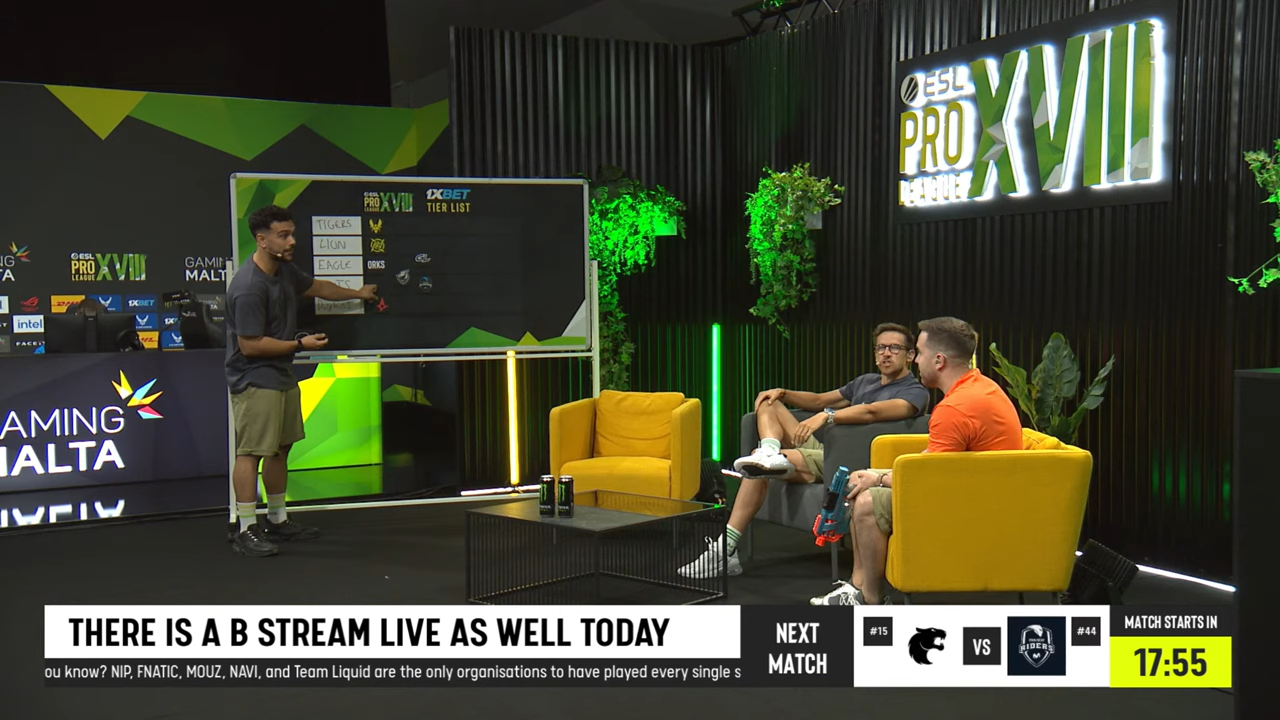 ESL
PRO XVIII
LEAGUE
ESL
PRO XVIII
1XBET
TIER LIST
TIGERS
LION
EAGLE
ORKS
ESL
PRO XVIII
GAMING
MALTA
1XBET
intel
GAMING
MALTA
THERE IS A B STREAM LIVE AS WELL TODAY
ou know? NIP, FNATIC, MOUZ, NAVI, and Team Liquid are the only organisations to have played every single s
NEXT
MATCH
#15
VS
#44
MATCH STARTS IN
17:55